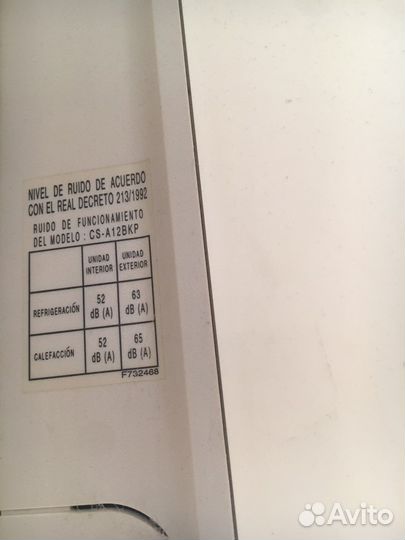 NIVEL DE RUIDO DE ACUERDO
CON EL REAL DECRETO 213/1992
RUIDO DE FUNCIONAMIENTO
DEL MODELO : CS-A12BKP
UNIDAD INTERIOR UNIDAD EXTERIOR
REFRIGERACIÓN 52 dB (A) 63 dB (A)
CALEFACCIÓN 52 dB (A) 65 dB (A)
F732468
Avito